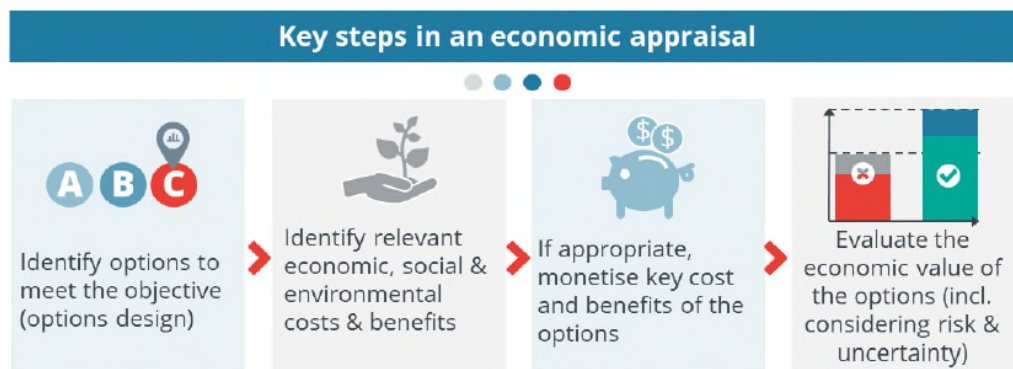 Key steps in an economic appraisal
A B C
Identify options to
meet the objective
(options design)
Identify relevant
economic, social &
environmental
costs & benefits
$ $
If appropriate,
monetise key cost
and benefits of the
options
Evaluate the
economic value of
the options (incl.
considering risk &
uncertainty)